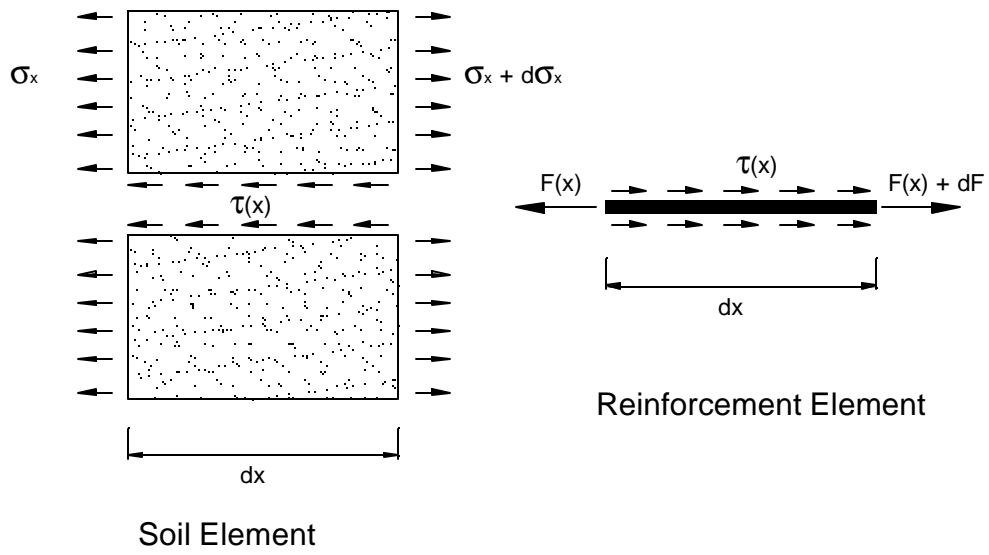 σx
σx + dσx
τ(x)
dx
Soil Element
τ(x)
F(x)
F(x) + dF
dx
Reinforcement Element